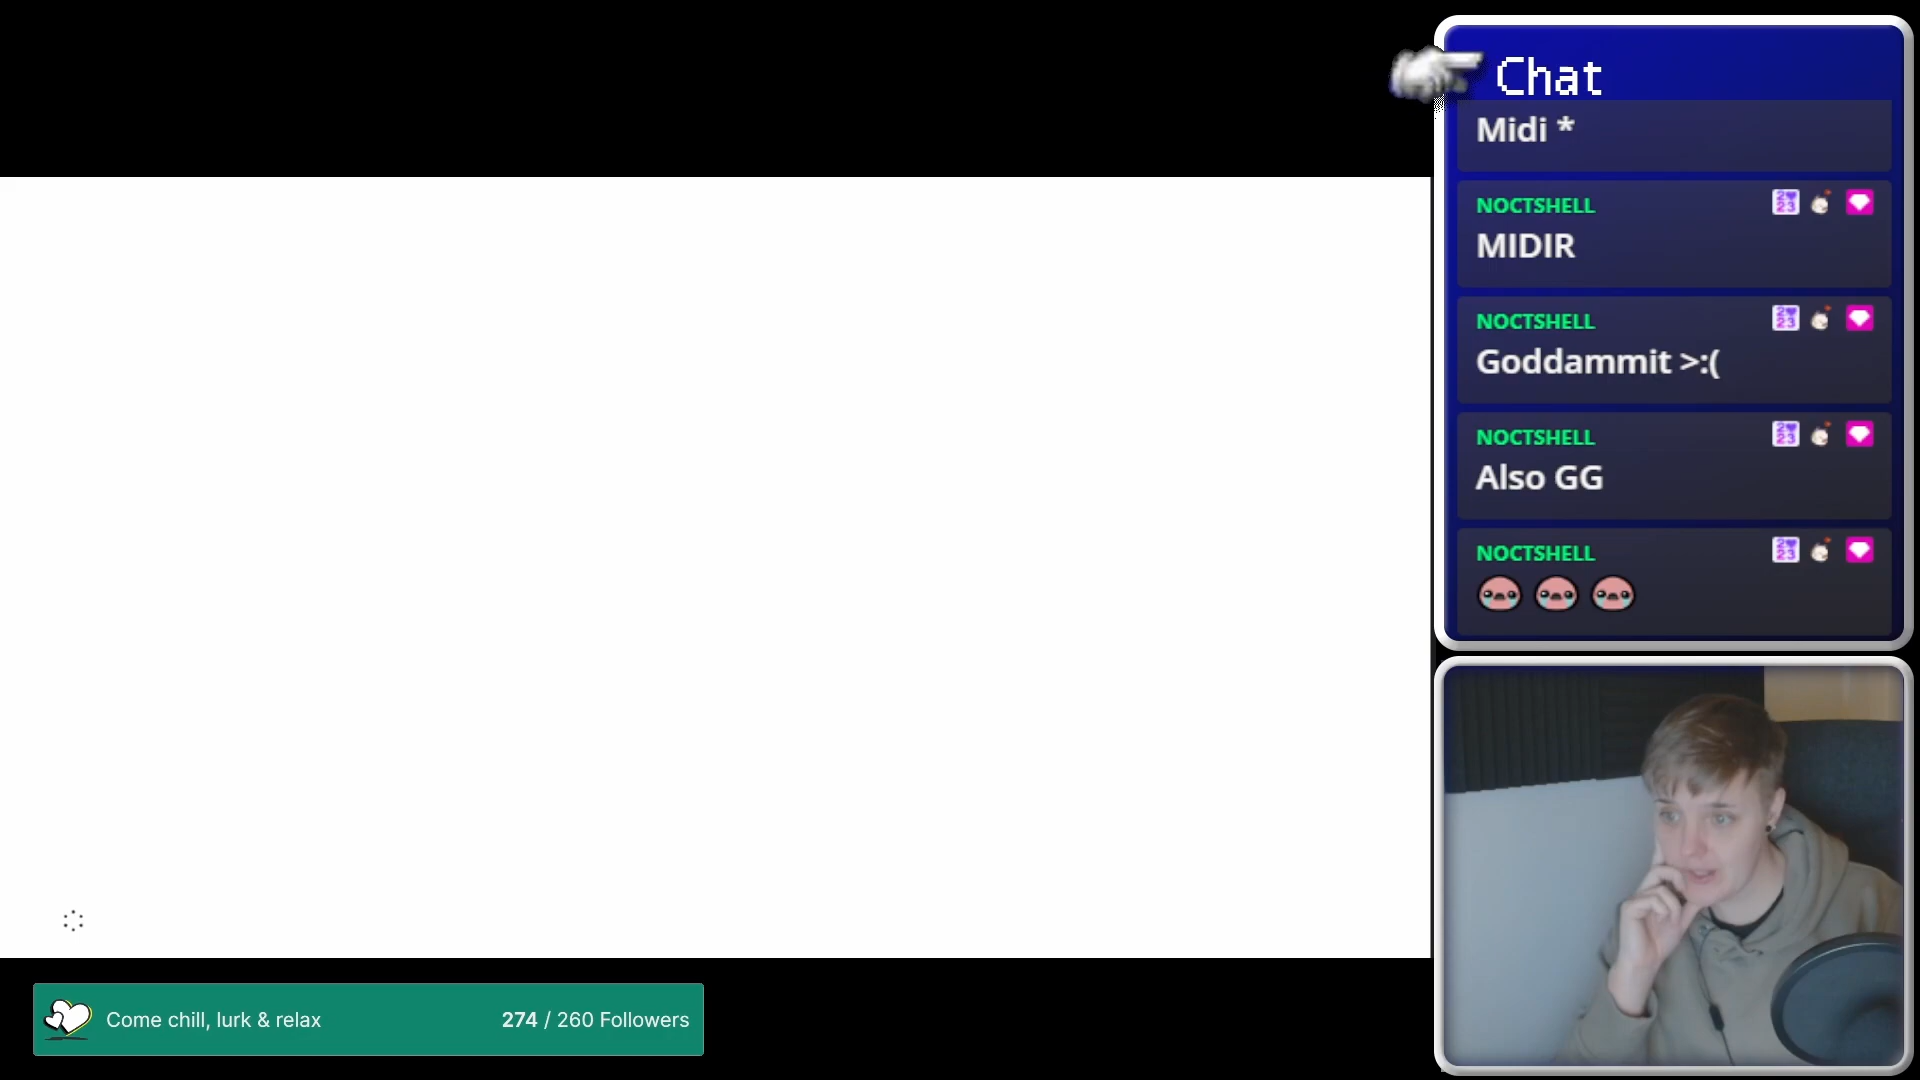 Chat
Midi *
NOCTSHELL
MIDIR
NOCTSHELL
Goddammit >:(
NOCTSHELL
Also GG
NOCTSHELL
Come chill, lurk & relax
274 / 260 Followers